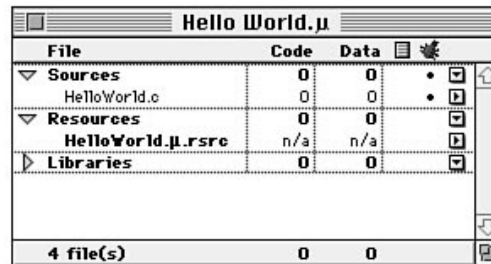 Hello World.µ
File Code Data
Sources 0 0 •
HelloWorld.c 0 0 •
Resources 0 0
HelloWorld.µ.rsrc n/a n/a
Libraries 0 0
4 file(s) 0 0